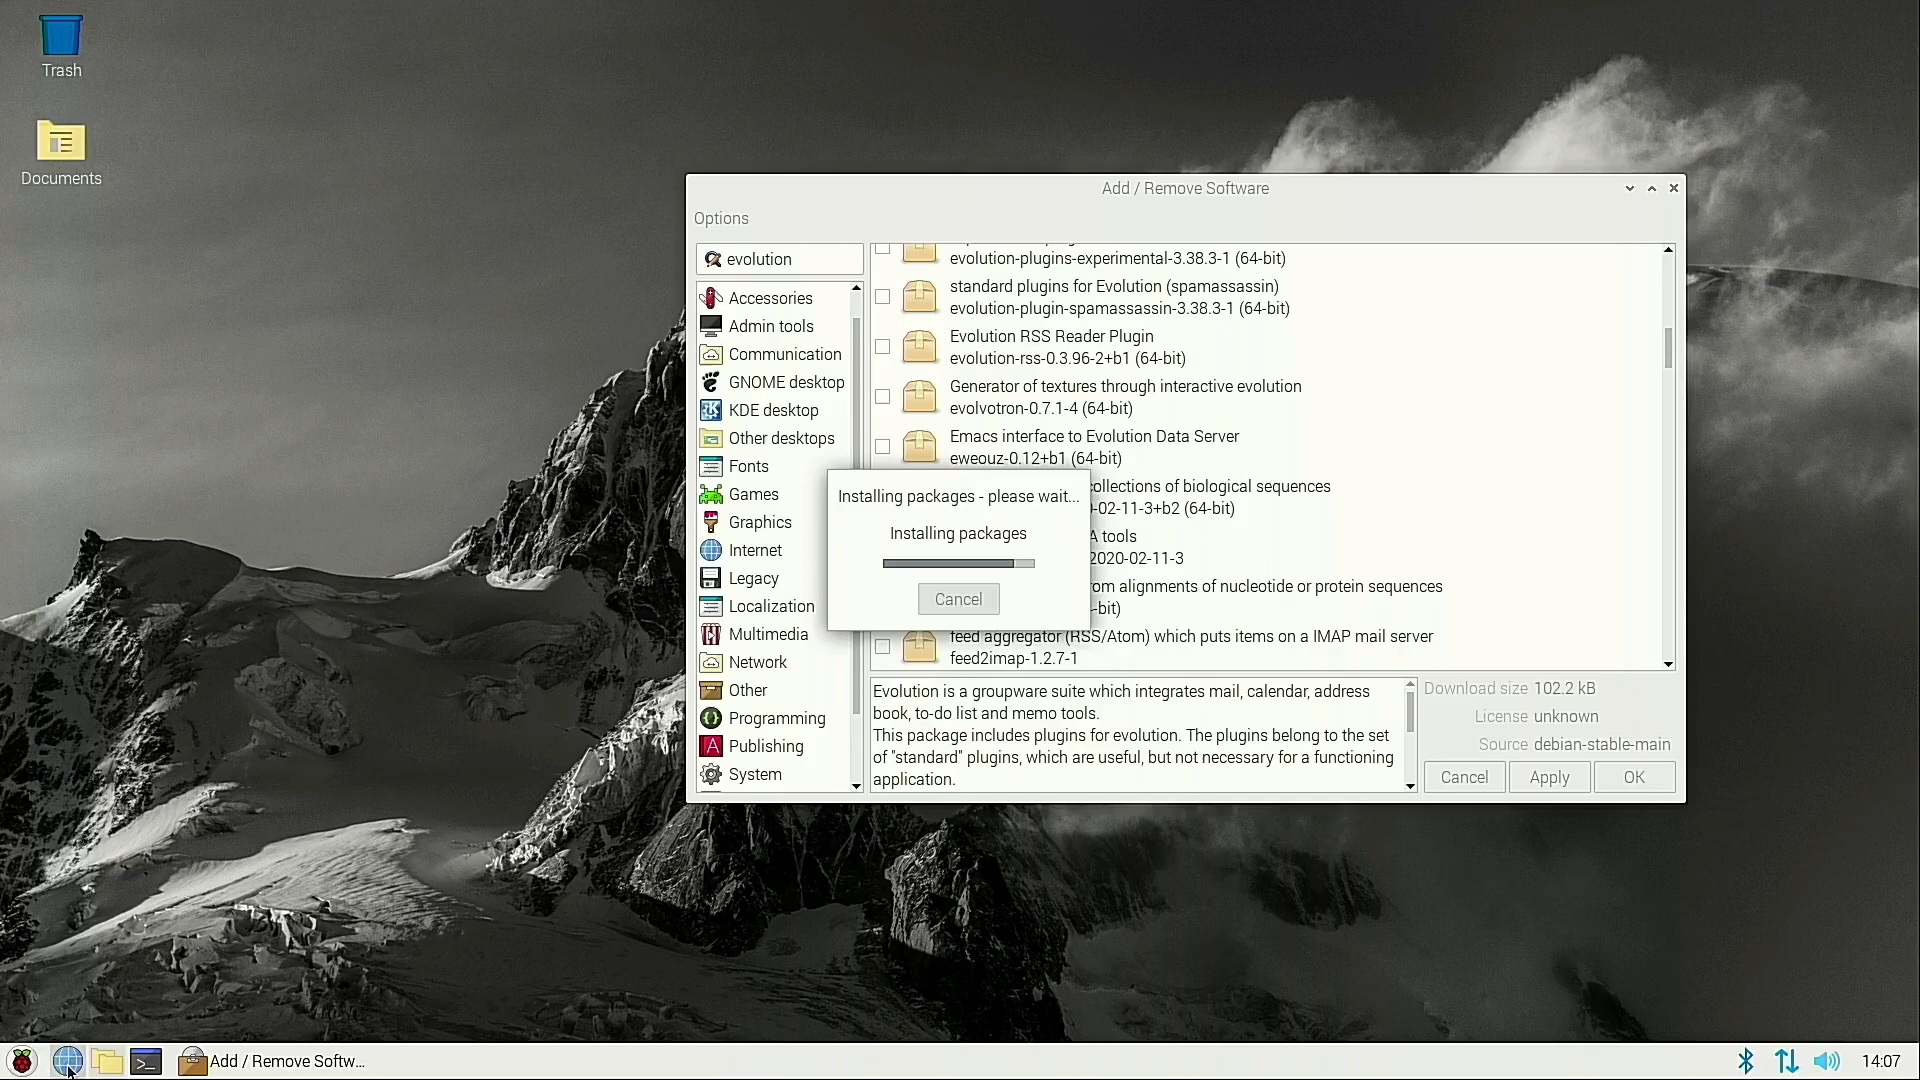 Trash
Documents
Add / Remove Software
Options
evolution
Accessories
Admin tools
Communication
GNOME desktop
KDE desktop
Other desktops
Fonts
Games
Graphics
Internet
Legacy
Localization
Multimedia
Network
Other
Programming
Publishing
System
evolution-plugins-experimental-3.38.3-1 (64-bit)
standard plugins for Evolution (spamassassin)
evolution-plugin-spamassassin-3.38.3-1 (64-bit)
Evolution RSS Reader Plugin
evolution-rss-0.3.96-2+b1 (64-bit)
Generator of textures through interactive evolution
evolvotron-0.7.1-4 (64-bit)
Emacs interface to Evolution Data Server
eweouz-0.12+b1 (64-bit)
collections of biological sequences
-02-11-3+b2 (64-bit)
A tools
2020-02-11-3
om alignments of nucleotide or protein sequences
-bit)
feed aggregator (RSS/Atom) which puts items on a IMAP mail server
feed2imap-1.2.7-1
Installing packages - please wait...
Installing packages
Cancel
Evolution is a groupware suite which integrates mail, calendar, address
book, to-do list and memo tools.
This package includes plugins for evolution. The plugins belong to the set
of "standard" plugins, which are useful, but not necessary for a functioning
application.
Download size 102.2 kB
License unknown
Source debian-stable-main
Cancel
Apply
OK
Add / Remove Softw...
14:07